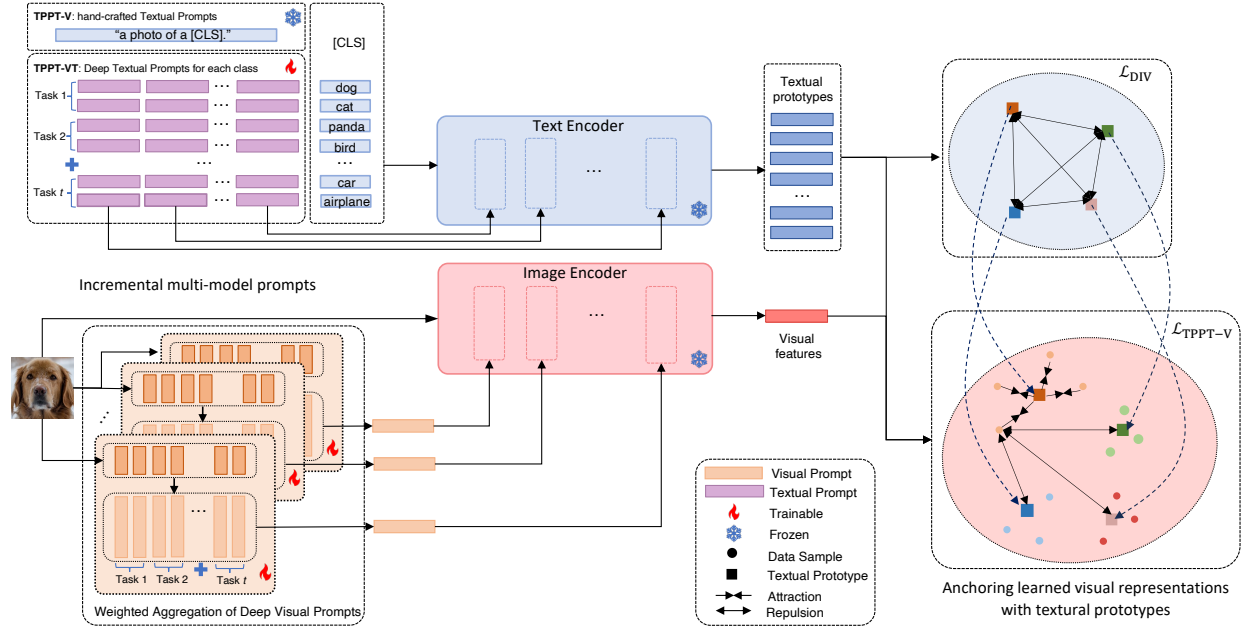 TPPT-V: hand-crafted Textual Prompts
"a photo of a [CLS]."
TPPT-VT: Deep Textual Prompts for each class
Task 1
...
Task 2
...
...
Task t
...
[CLS]
dog
cat
panda
bird
...
car
airplane
Text Encoder
...
Textual
prototypes
...
L_DIV
Incremental multi-model prompts
Image Encoder
...
Visual
features
L_TPPT-V
...
...
Task 1
Task 2
Task t
Weighted Aggregation of Deep Visual Prompts
Visual Prompt
Textual Prompt
Trainable
Frozen
Data Sample
Textual Prototype
Attraction
Repulsion
Anchoring learned visual representations
with textural prototypes